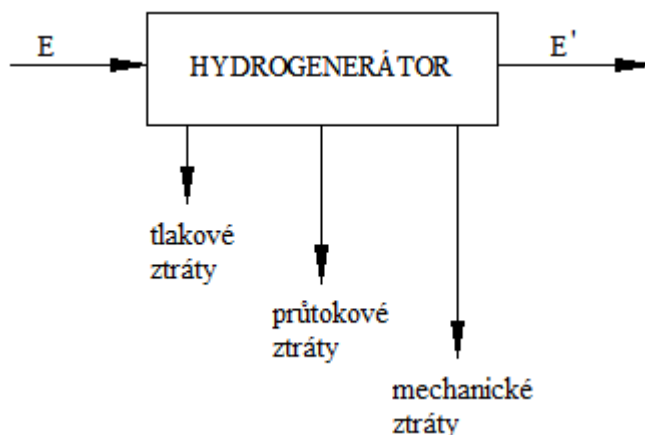 E
HYDROGENERÁTOR
E'
tlakové
ztráty
průtokové
ztráty
mechanické
ztráty